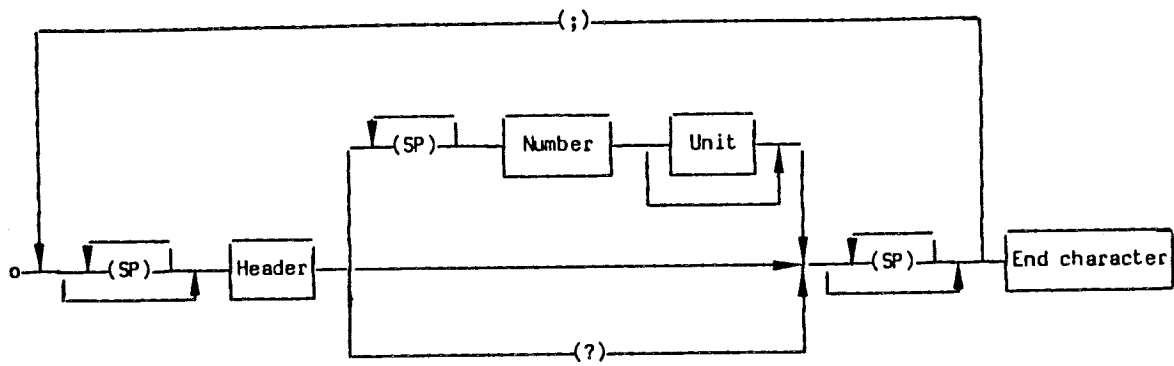 (;)
(SP) Number Unit
(SP) Header (SP) End character
(?)